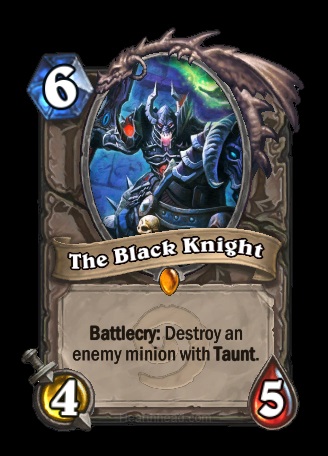 6
The Black Knight
Battlecry: Destroy an
enemy minion with Taunt.
4
5